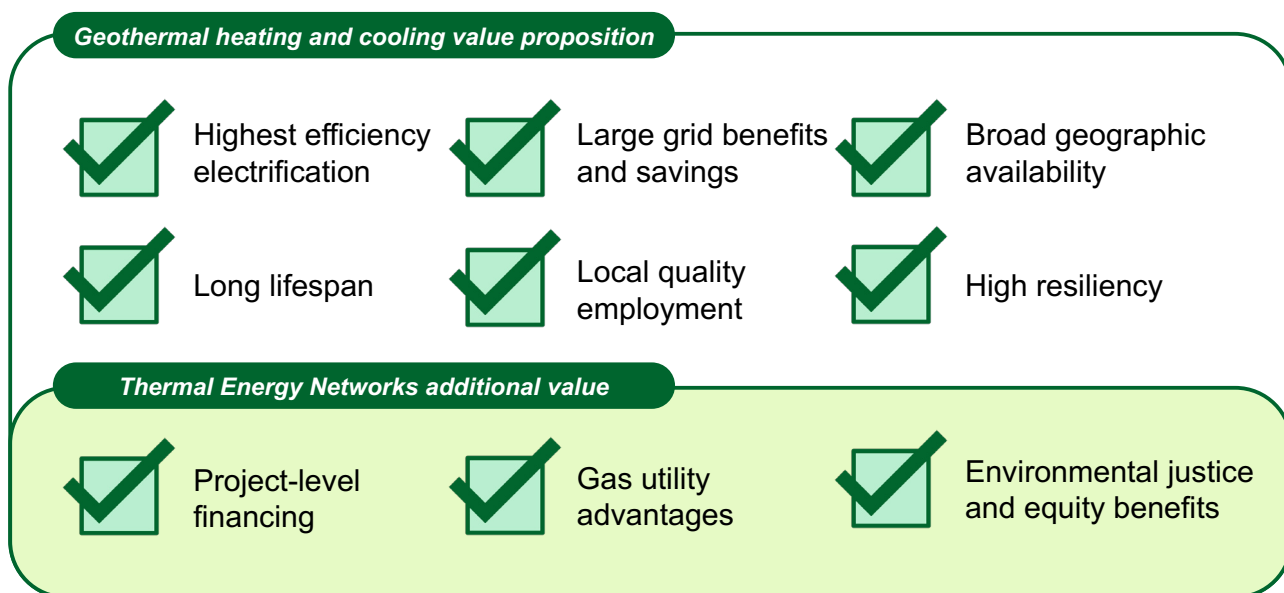 Geothermal heating and cooling value proposition
Highest efficiency
electrification
Large grid benefits
and savings
Broad geographic
availability
Long lifespan
Local quality
employment
High resiliency
Thermal Energy Networks additional value
Project-level
financing
Gas utility
advantages
Environmental justice
and equity benefits